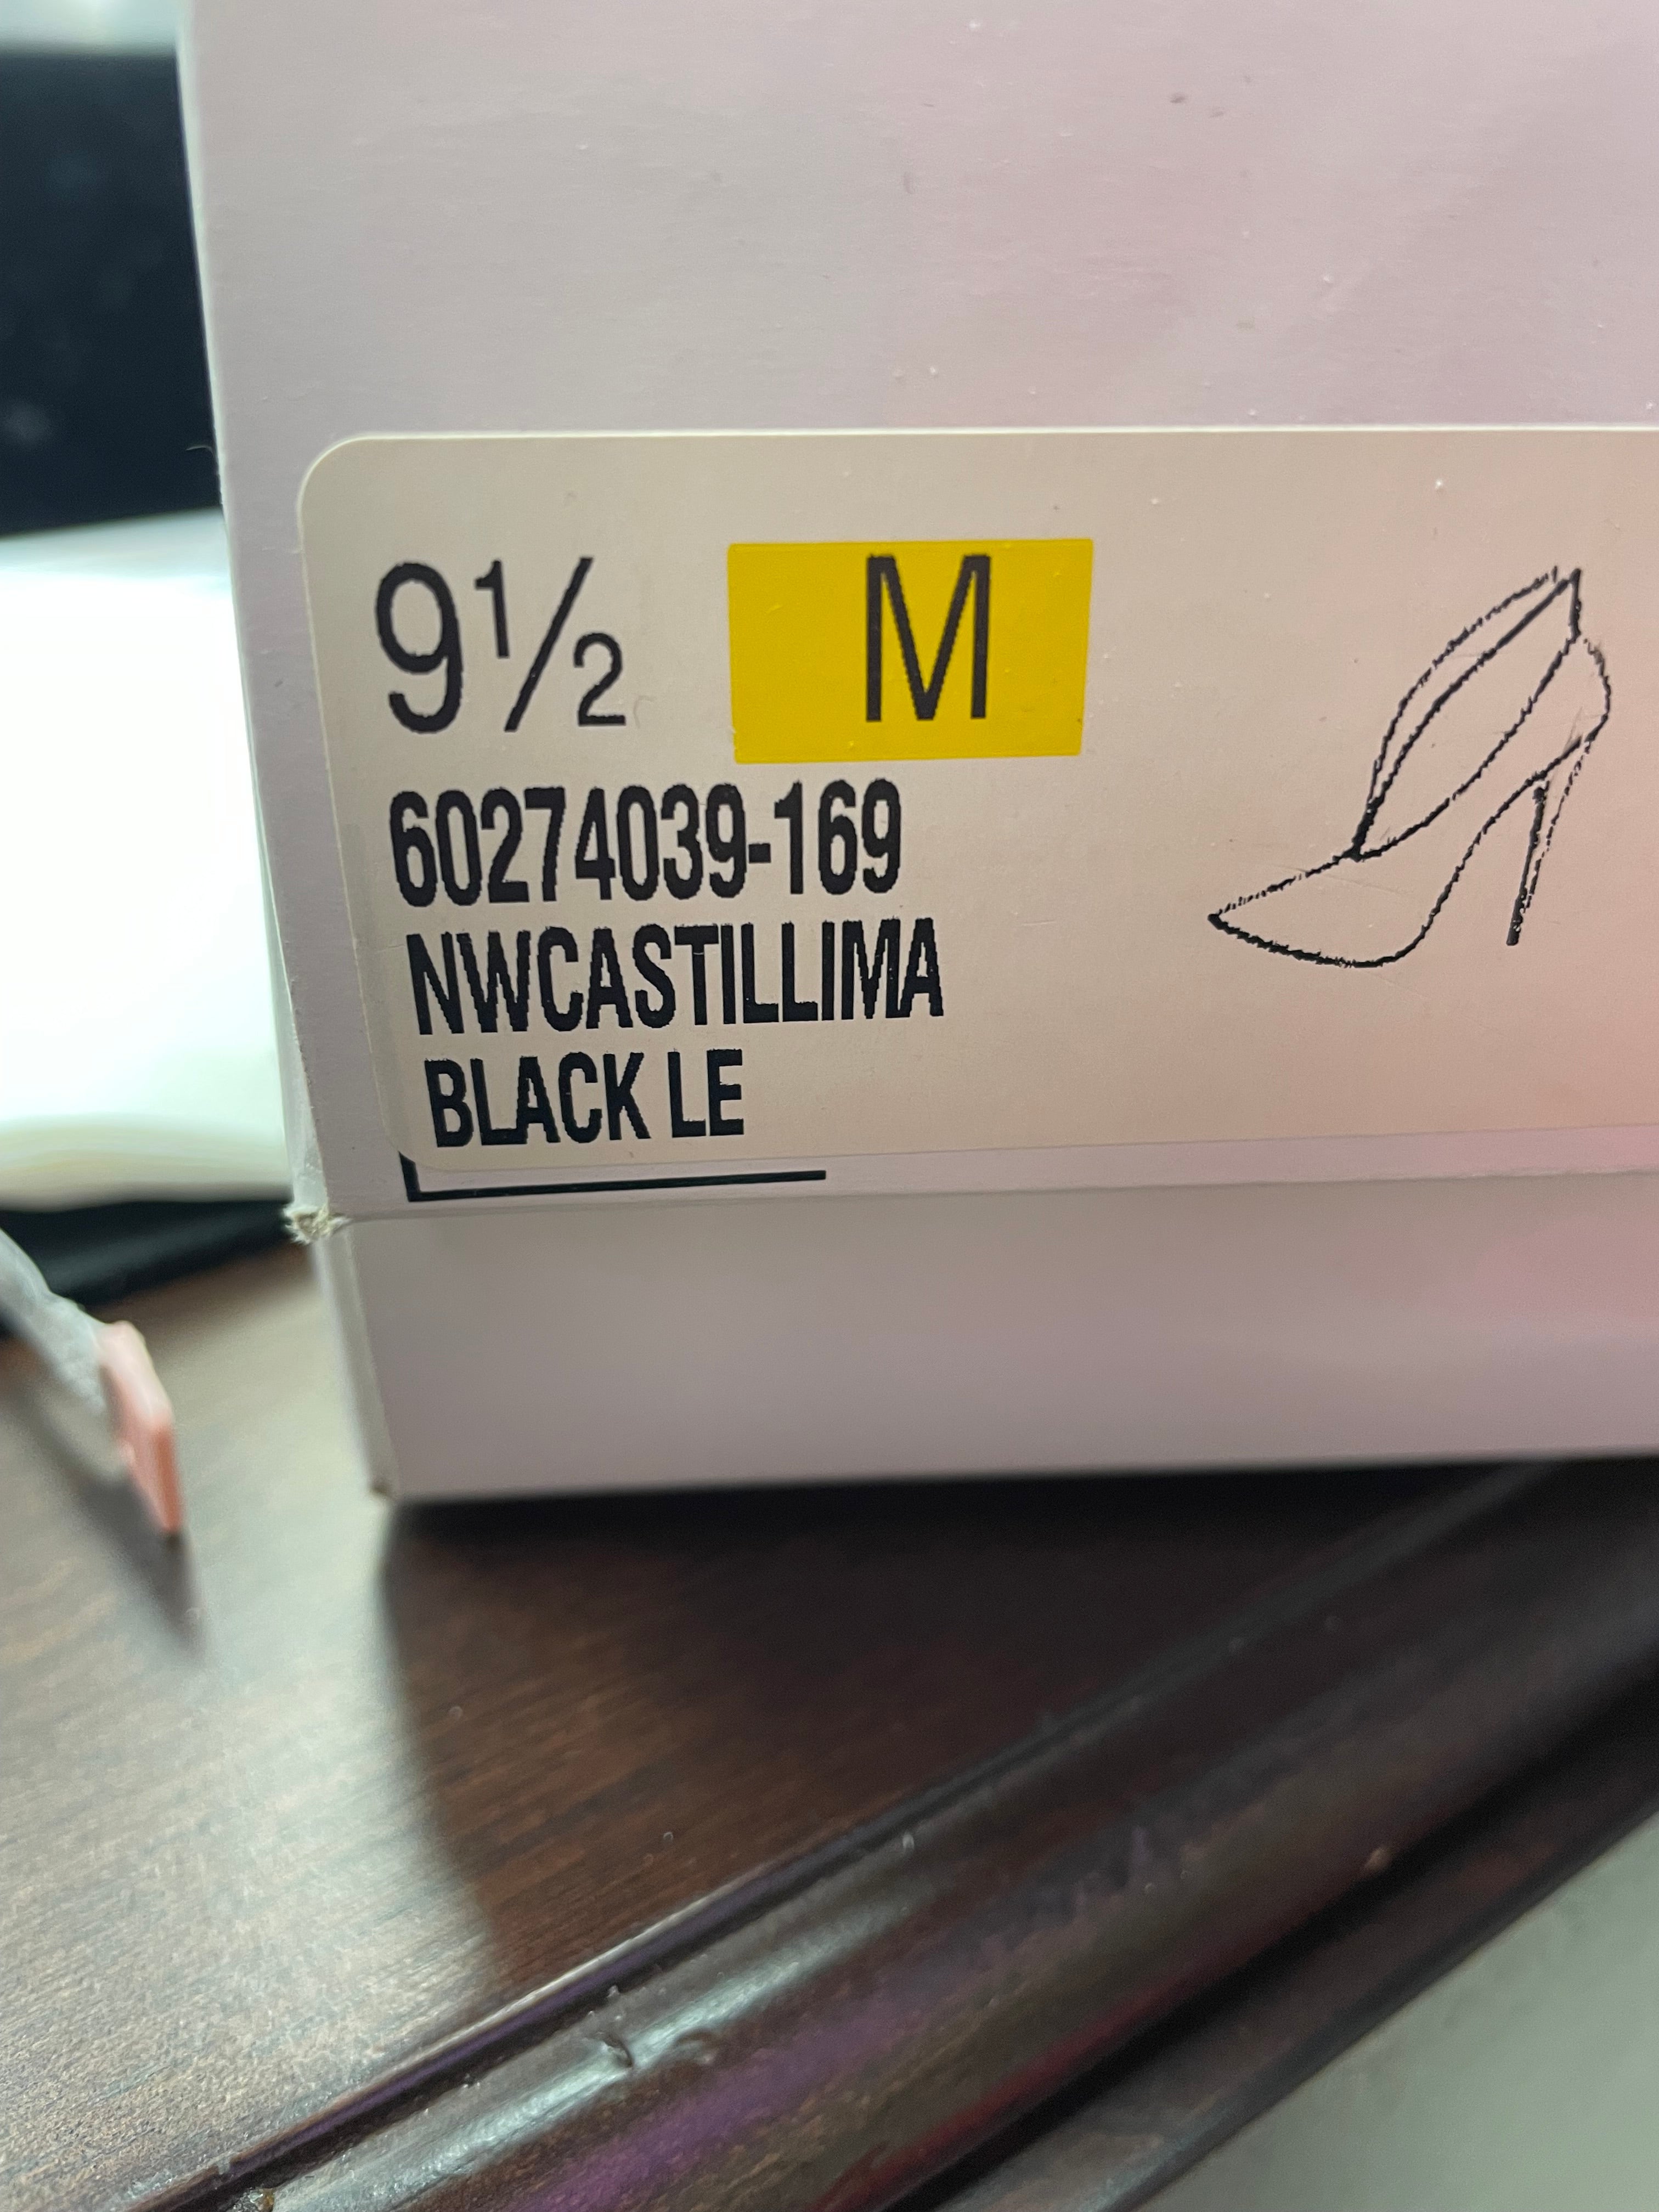 9½ M
60274039-169
NWCASTILLIMA
BLACK LE